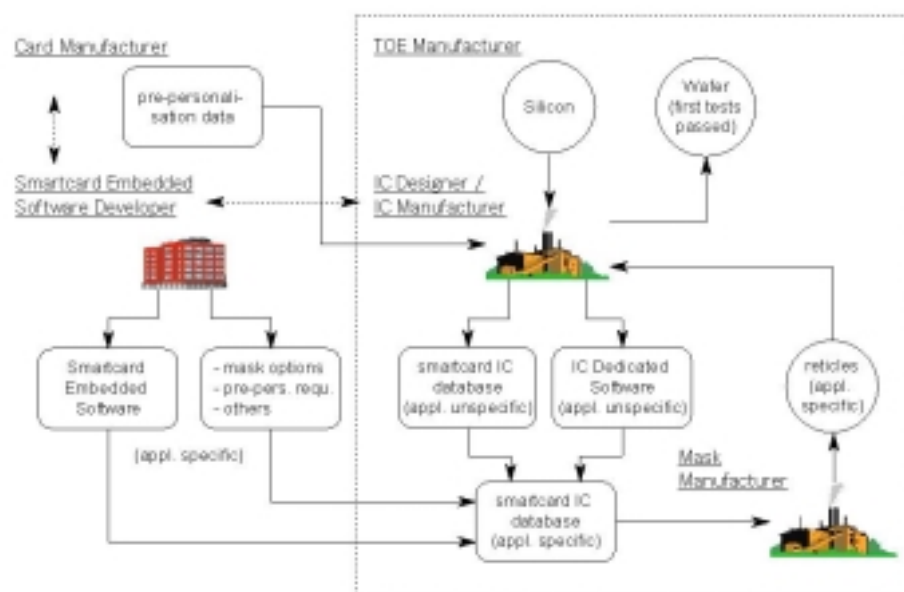 Card Manufacturer
TOE Manufacturer
pre-personali-
sation data
Silicon
Wafer
(first tests
passed)
Smartcard Embedded
Software Developer
IC Designer /
IC Manufacturer
Smartcard
Embedded
Software
- mask options
- pre-pers. requ.
- others
smartcard IC
database
(appl. unspecific)
IC Dedicated
Software
(appl. unspecific)
reticles
(appl.
specific)
(appl. specific)
Mask
Manufacturer
smartcard IC
database
(appl. specific)